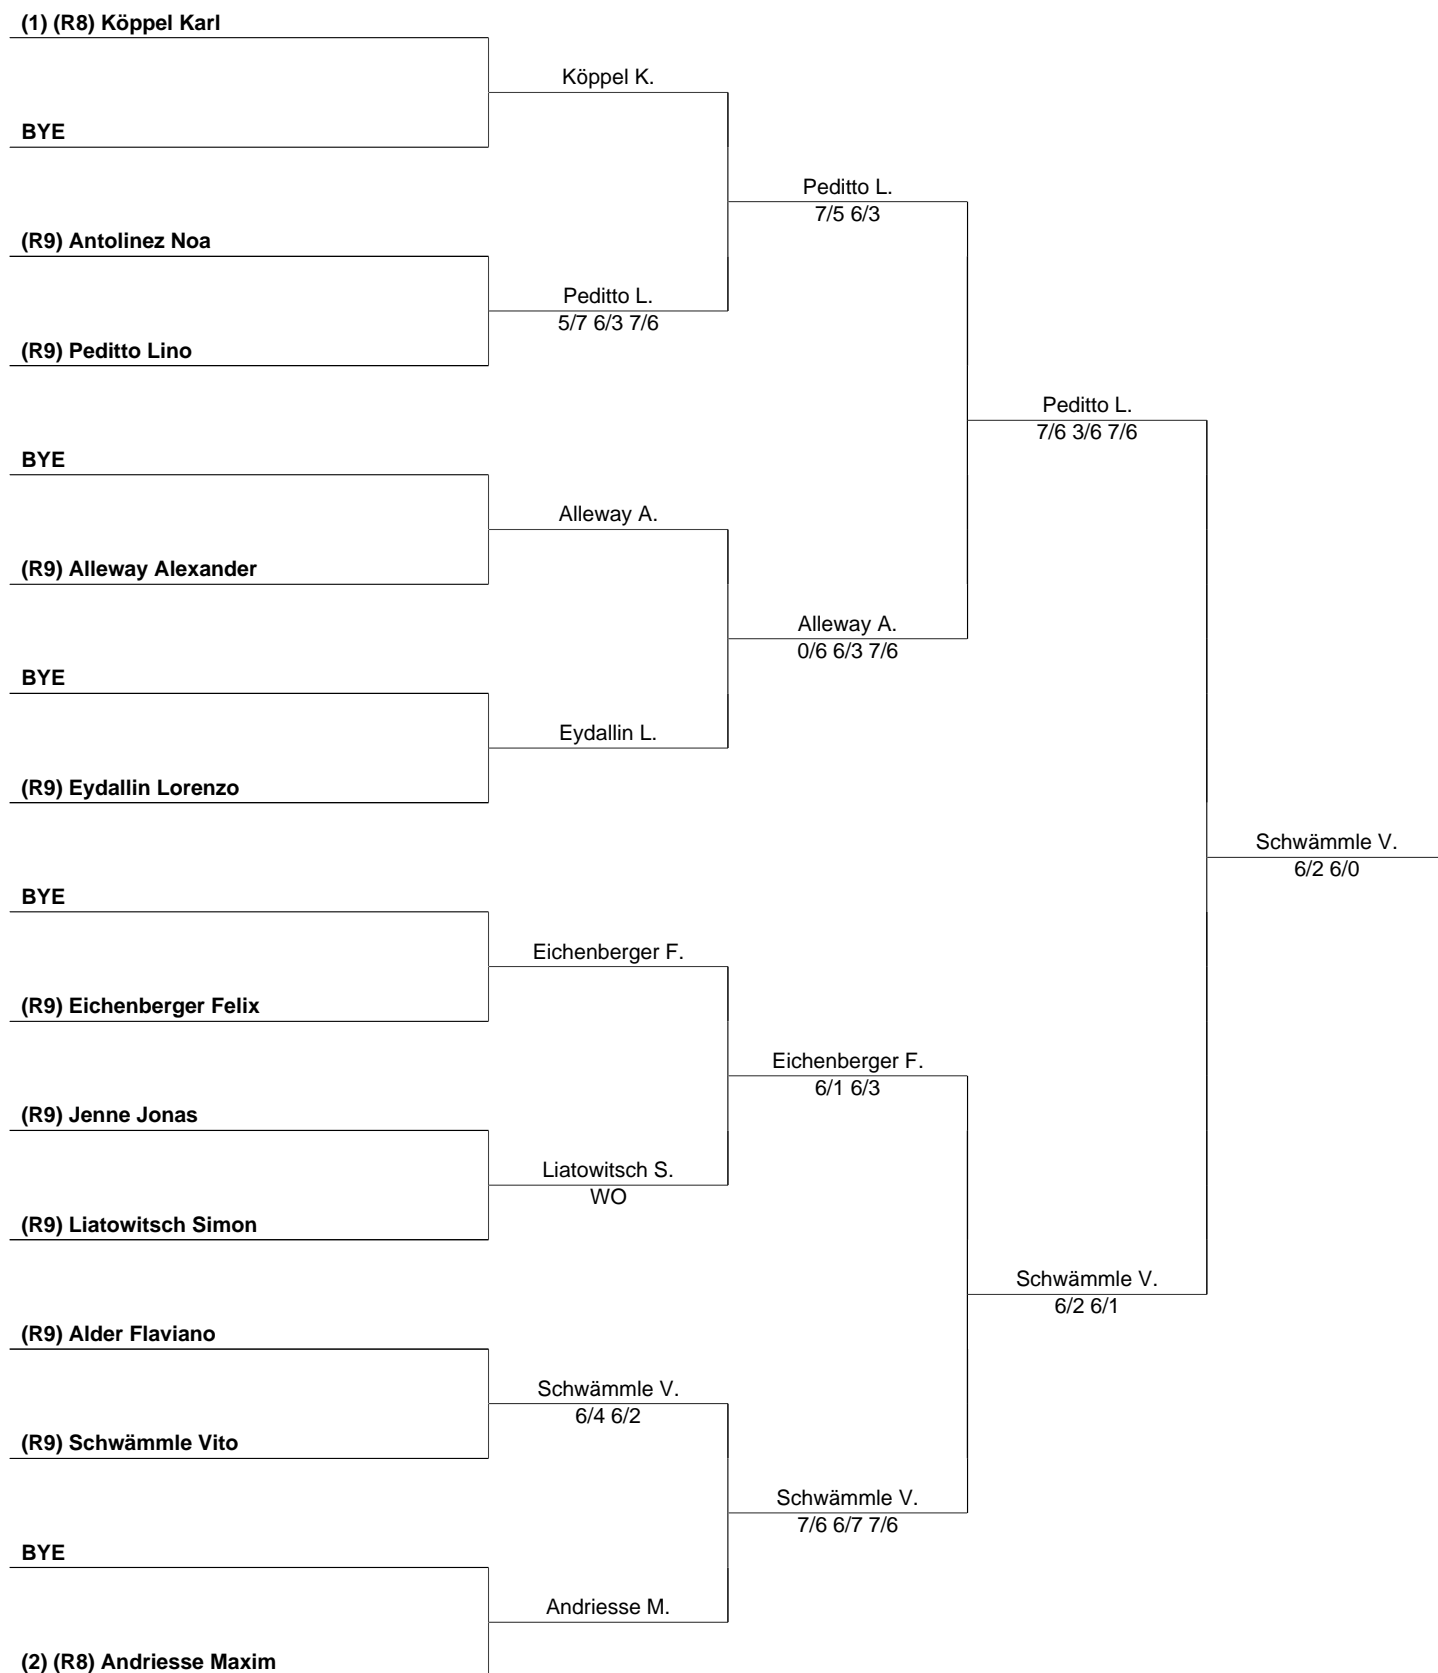 (1) (R8) Köppel Karl
Köppel K.
BYE
Peditto L.
7/5 6/3
(R9) Antolinez Noa
Peditto L.
5/7 6/3 7/6
(R9) Peditto Lino
Peditto L.
7/6 3/6 7/6
BYE
Alleway A.
(R9) Alleway Alexander
Alleway A.
0/6 6/3 7/6
BYE
Eydallin L.
(R9) Eydallin Lorenzo
Schwämmle V.
6/2 6/0
BYE
Eichenberger F.
(R9) Eichenberger Felix
Eichenberger F.
6/1 6/3
(R9) Jenne Jonas
Liatowitsch S.
WO
(R9) Liatowitsch Simon
Schwämmle V.
6/2 6/1
(R9) Alder Flaviano
Schwämmle V.
6/4 6/2
(R9) Schwämmle Vito
Schwämmle V.
7/6 6/7 7/6
BYE
Andriesse M.
(2) (R8) Andriesse Maxim